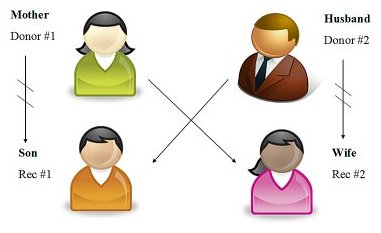 Mother
Donor #1
Husband
Donor #2
Son
Rec #1
Wife
Rec #2